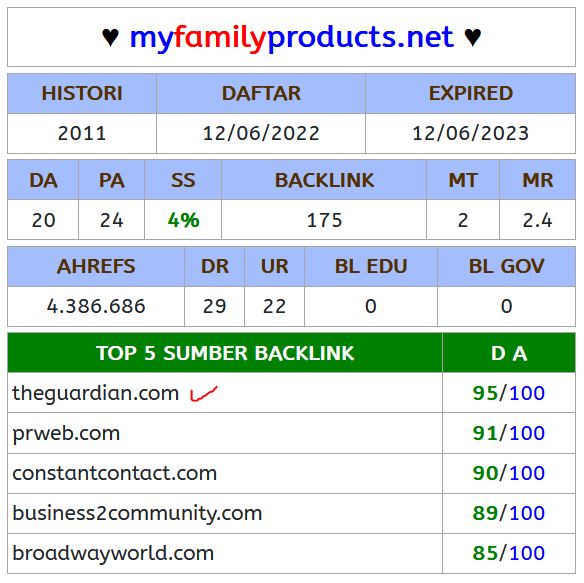 ♥ myfamilyproducts.net ♥
HISTORI DAFTAR EXPIRED
2011 12/06/2022 12/06/2023
DA PA SS BACKLINK MT MR
20 24 4% 175 2 2.4
AHREFS DR UR BL EDU BL GOV
4.386.686 29 22 0 0
TOP 5 SUMBER BACKLINK D A
theguardian.com 95/100
prweb.com 91/100
constantcontact.com 90/100
business2community.com 89/100
broadwayworld.com 85/100